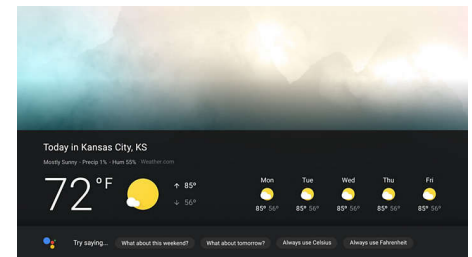 Today in Kansas City, KS
Mostly Sunny - Precip 1% - Hum 55% Weather.com
72°F
↑ 85°
↓ 56°
Mon Tue Wed Thu Fri
85° 56° 85° 56° 85° 56° 85° 56° 85° 56°
Try saying... What about this weekend? What about tomorrow? Always use Celsius Always use Fahrenheit